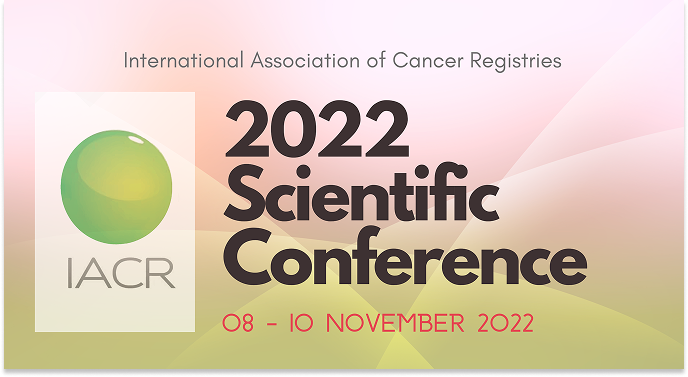 International Association of Cancer Registries
2022
Scientific
Conference
IACR
08 - 10 NOVEMBER 2022